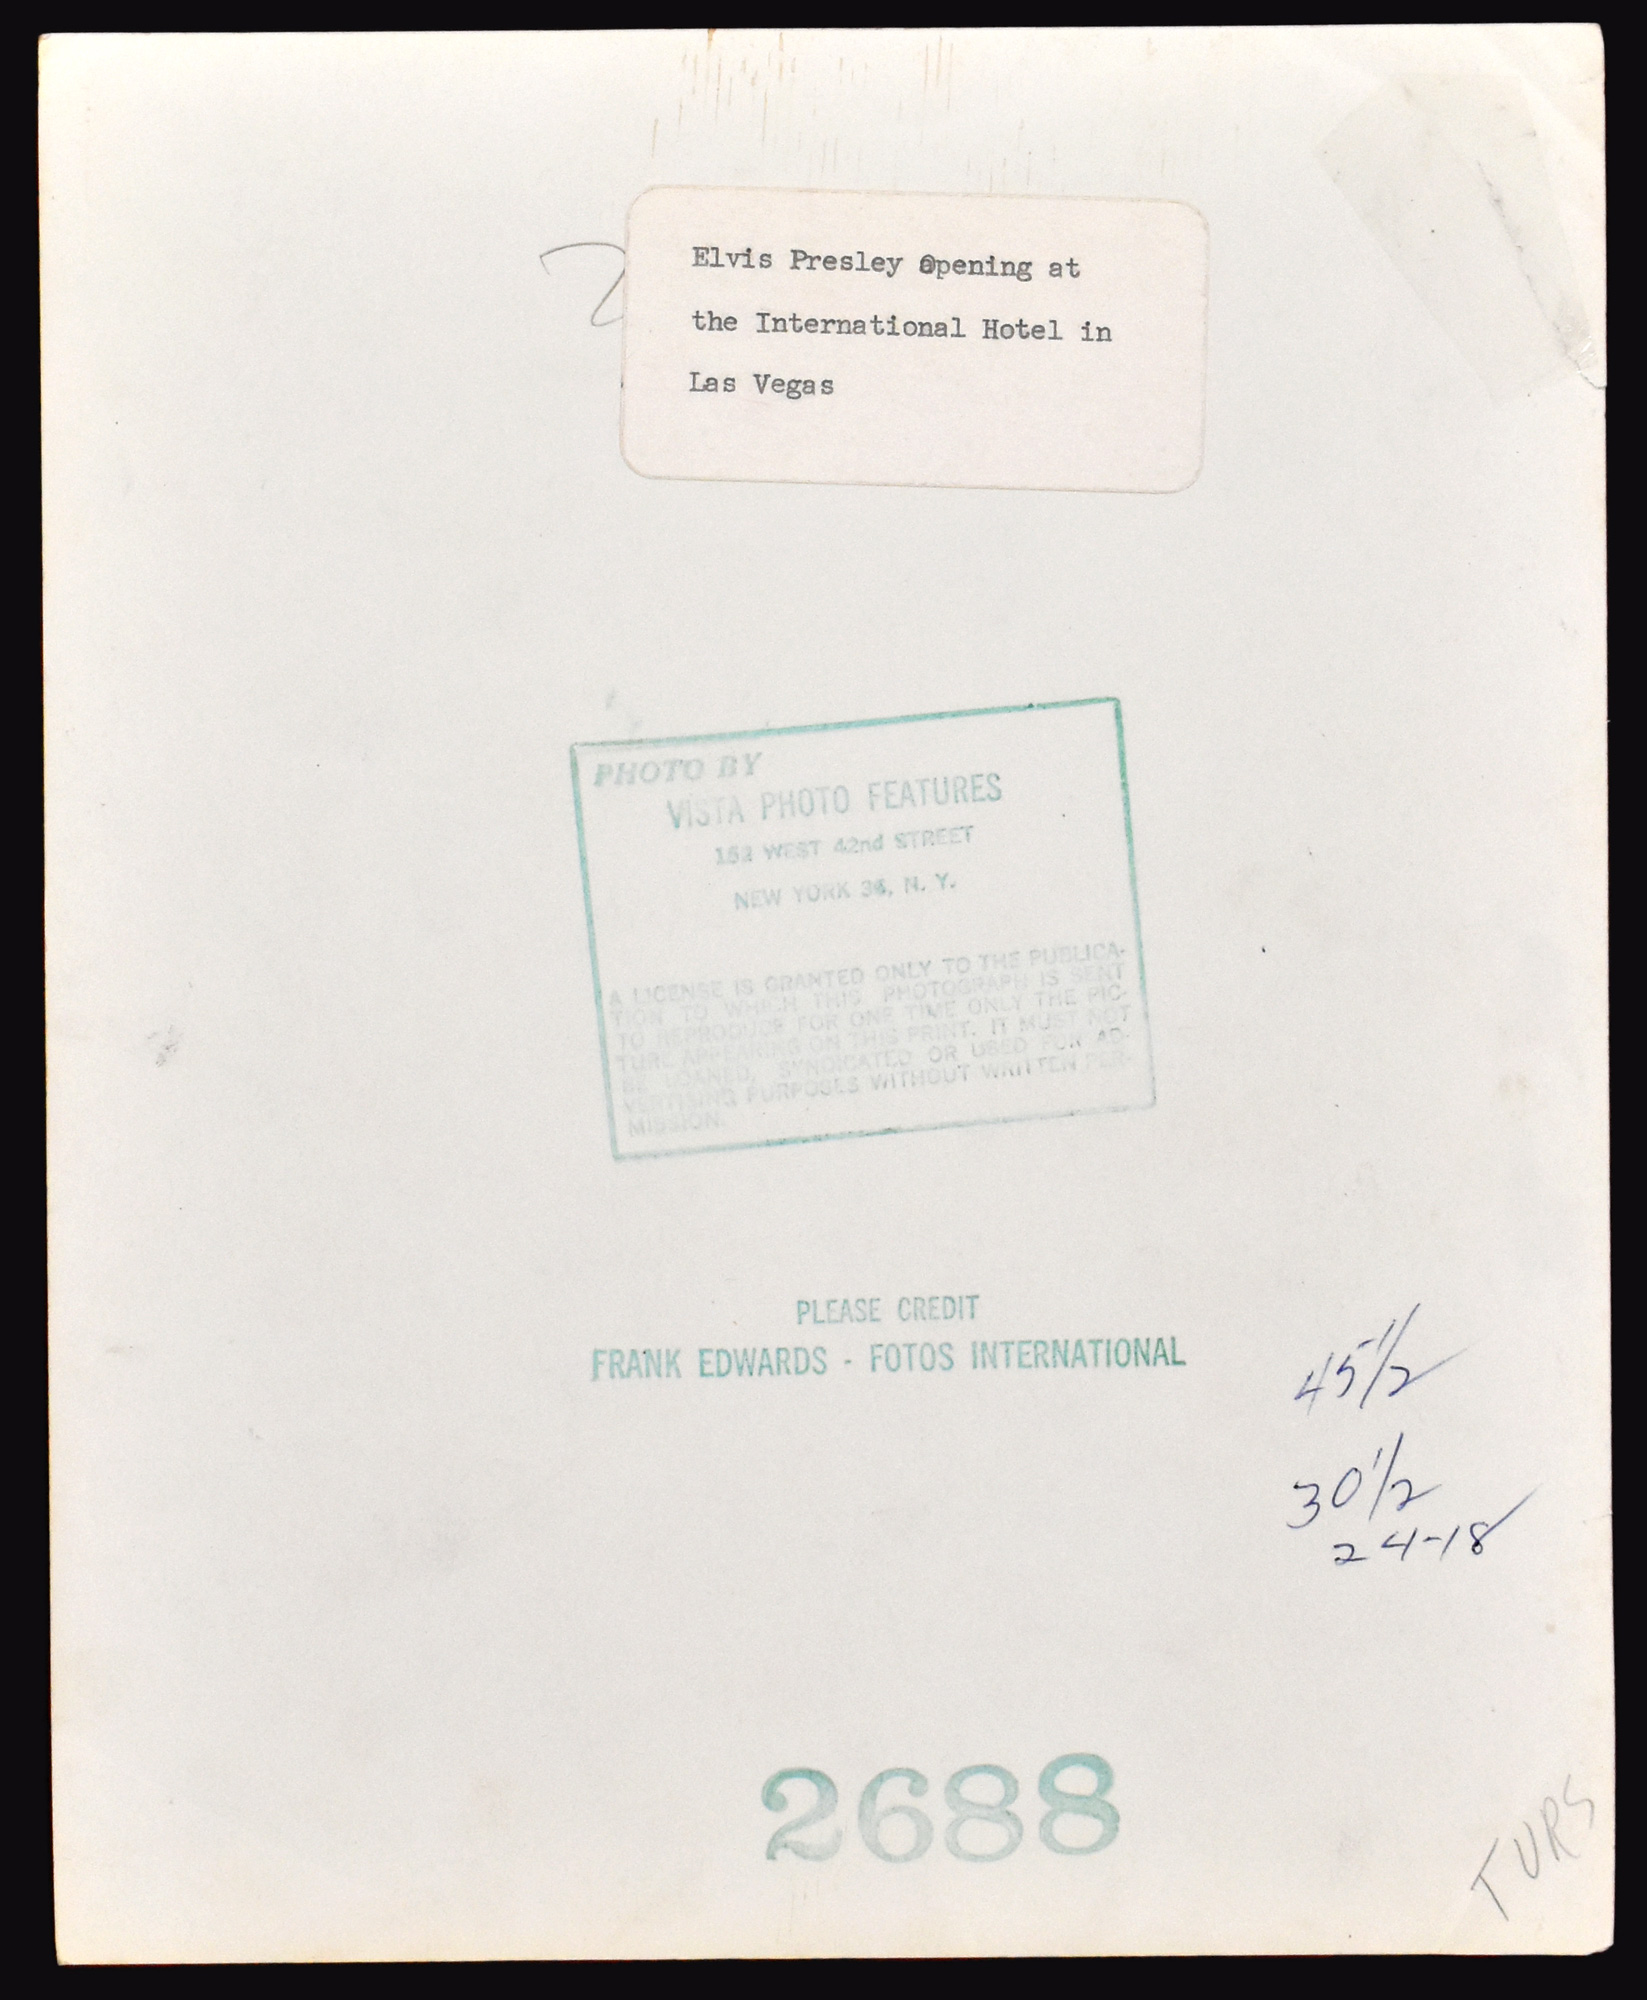 Elvis Presley Opening at
the International Hotel in
Las Vegas
PHOTO BY
VISTA PHOTO FEATURES
152 WEST 42nd STREET
NEW YORK 36, N. Y.
A LICENSE IS GRANTED ONLY TO THE PUBLICA-
TION TO WHICH THIS PHOTOGRAPH IS SENT
TO REPRODUCE FOR ONE TIME ONLY THE PIC-
TURE APPEARING ON THIS PRINT. IT MUST NOT
BE LOANED, SYNDICATED OR USED FOR AD-
VERTISING PURPOSES WITHOUT WRITTEN PER-
MISSION.
PLEASE CREDIT
FRANK EDWARDS - FOTOS INTERNATIONAL
45 1/2
30 1/2
24-18
2688
TURS